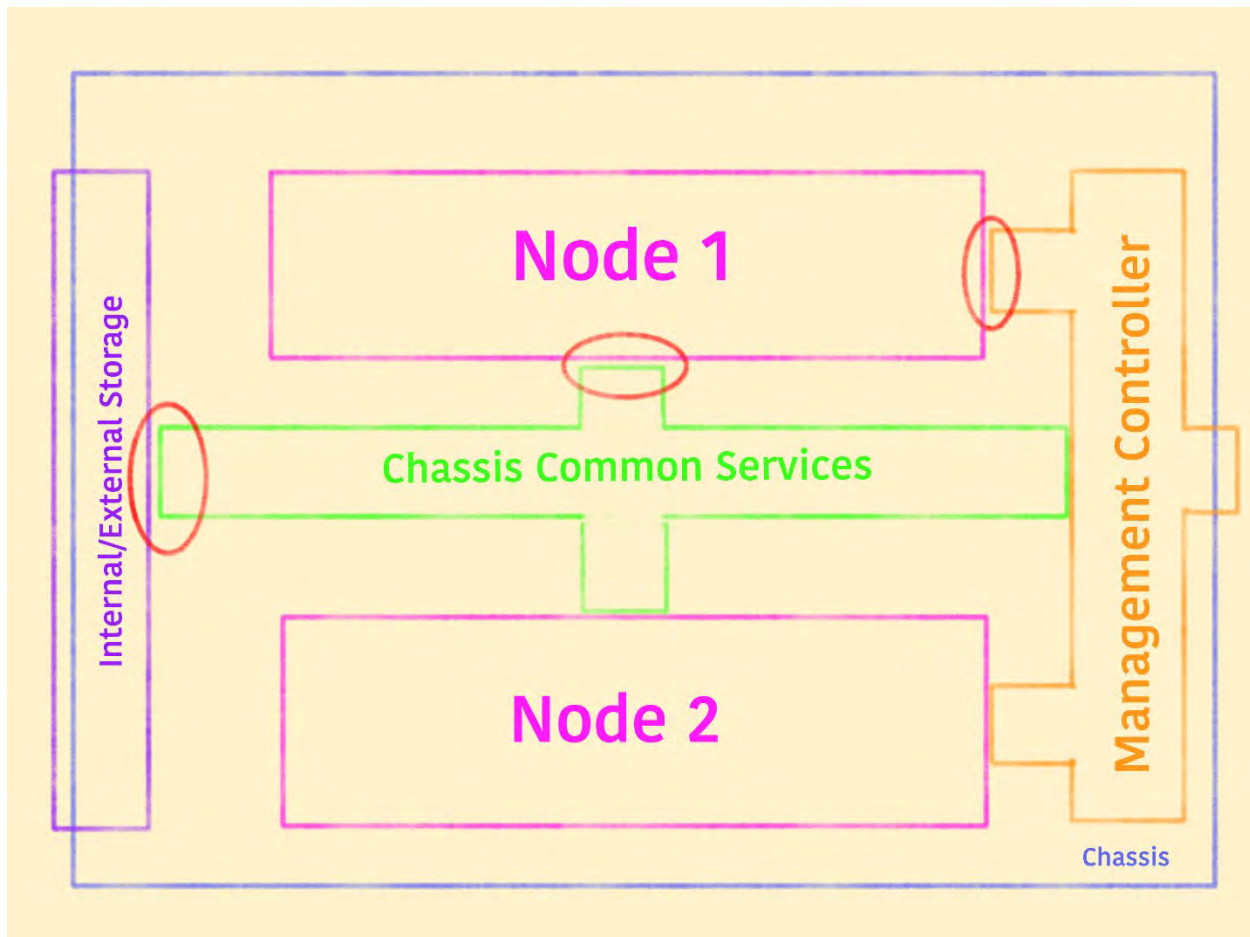 Node 1
Internal/External Storage
Chassis Common Services
Management Controller
Node 2
Chassis